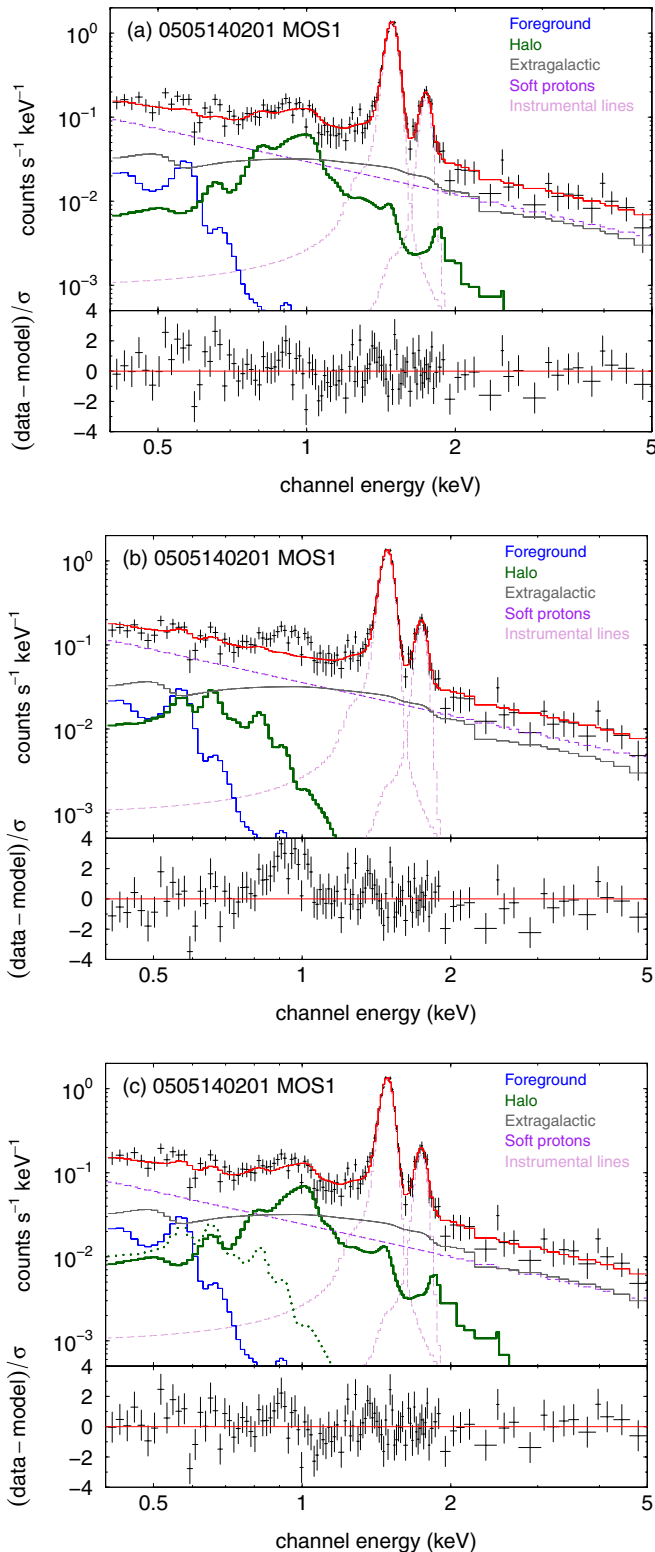 (a) 0505140201 MOS1
Foreground
Halo
Extragalactic
Soft protons
Instrumental lines
counts s⁻¹ keV⁻¹
10⁰
10⁻¹
10⁻²
10⁻³
(data − model) / σ
4
2
0
−2
−4
0.5 1 2 5
channel energy (keV)
(b) 0505140201 MOS1
Foreground
Halo
Extragalactic
Soft protons
Instrumental lines
counts s⁻¹ keV⁻¹
10⁰
10⁻¹
10⁻²
10⁻³
(data − model) / σ
4
2
0
−2
−4
0.5 1 2 5
channel energy (keV)
(c) 0505140201 MOS1
Foreground
Halo
Extragalactic
Soft protons
Instrumental lines
counts s⁻¹ keV⁻¹
10⁰
10⁻¹
10⁻²
10⁻³
(data − model) / σ
4
2
0
−2
−4
0.5 1 2 5
channel energy (keV)